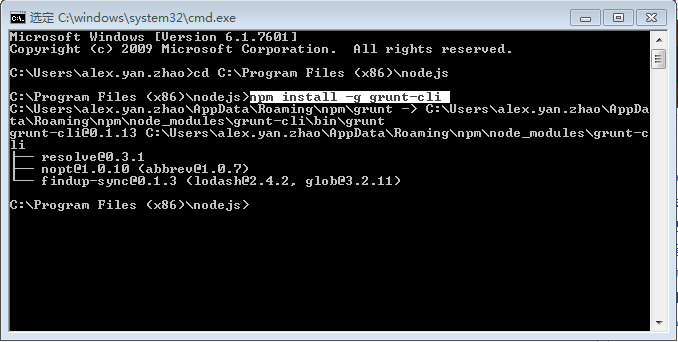 选定 C:\windows\system32\cmd.exe
Microsoft Windows [Version 6.1.7601]
Copyright (c) 2009 Microsoft Corporation.  All rights reserved.
C:\Users\alex.yan.zhao>cd C:\Program Files (x86)\nodejs
C:\Program Files (x86)\nodejs>npm install -g grunt-cli
C:\Users\alex.yan.zhao\AppData\Roaming\npm\grunt -> C:\Users\alex.yan.zhao\AppDa
ta\Roaming\npm\node_modules\grunt-cli\bin\grunt
grunt-cli@0.1.13 C:\Users\alex.yan.zhao\AppData\Roaming\npm\node_modules\grunt-c
li
├── resolve@0.3.1
├── nopt@1.0.10 (abbrev@1.0.7)
└── findup-sync@0.1.3 (lodash@2.4.2, glob@3.2.11)
C:\Program Files (x86)\nodejs>